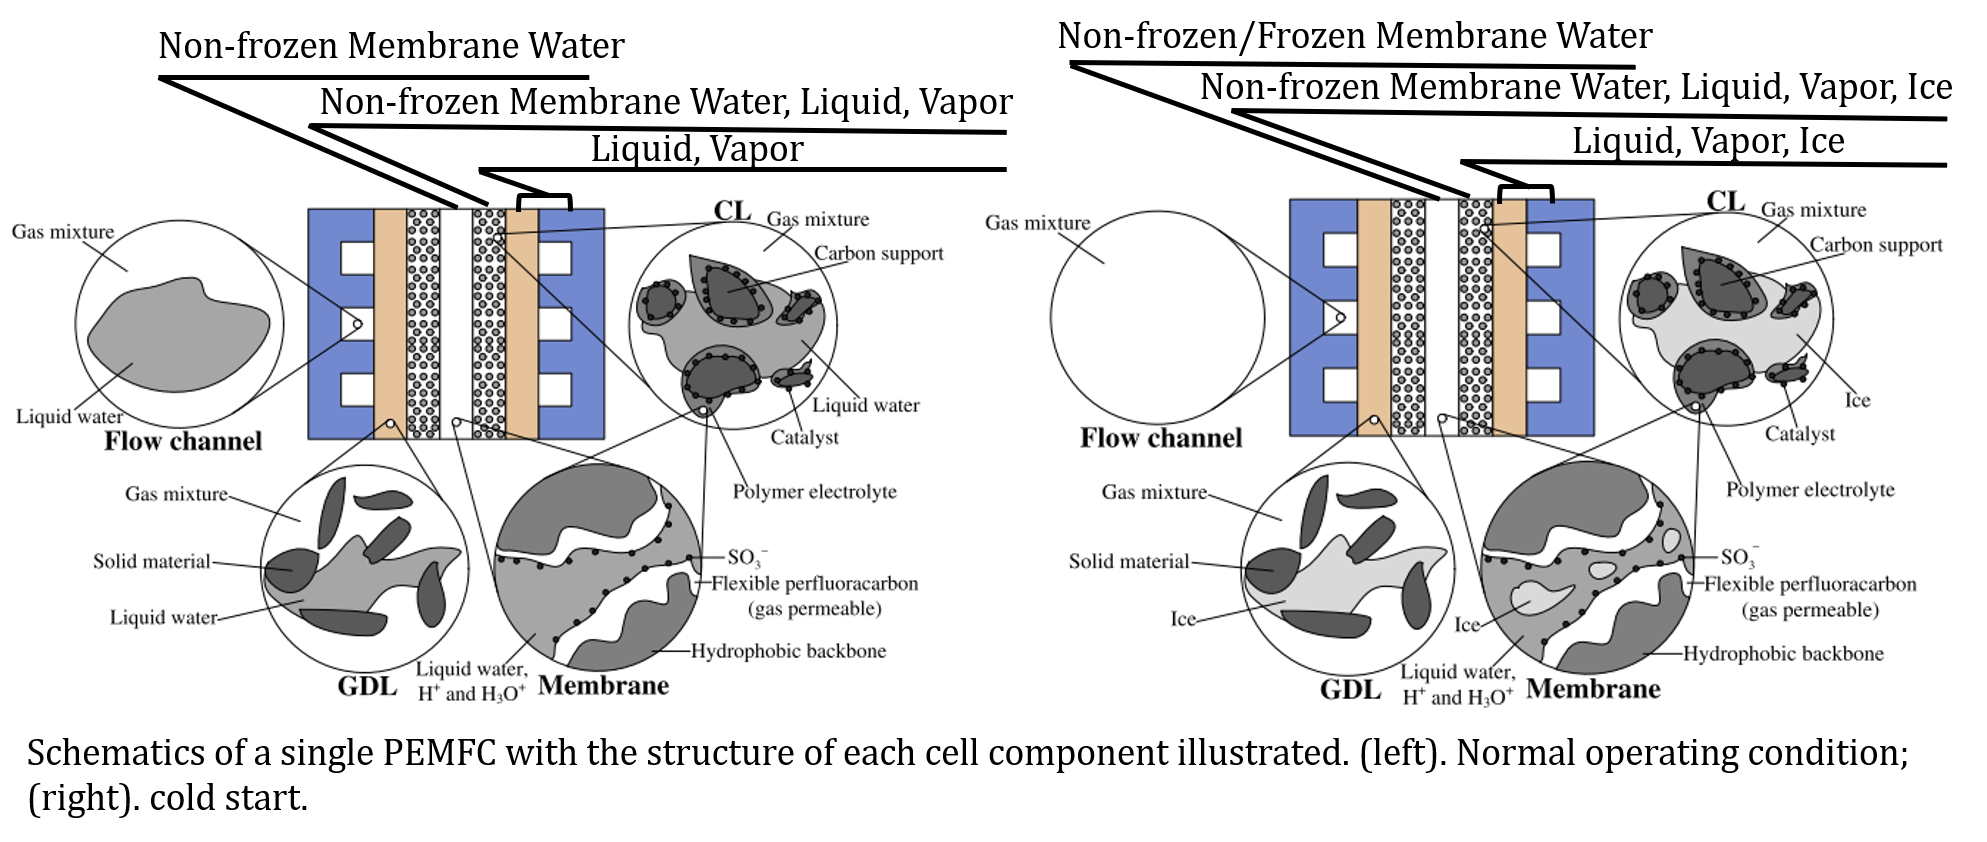 Non-frozen Membrane Water
Non-frozen Membrane Water, Liquid, Vapor
Liquid, Vapor
CL
Gas mixture
Gas mixture
Carbon support
Liquid water
Flow channel
Liquid water
Catalyst
Gas mixture
Polymer electrolyte
Solid material
SO₃⁻
Flexible perfluoracarbon
(gas permeable)
Liquid water
Hydrophobic backbone
Liquid water,
H⁺ and H₃O⁺
GDL
Membrane
Non-frozen/Frozen Membrane Water
Non-frozen Membrane Water, Liquid, Vapor, Ice
Liquid, Vapor, Ice
CL
Gas mixture
Gas mixture
Carbon support
Ice
Flow channel
Catalyst
Gas mixture
Polymer electrolyte
Solid material
SO₃⁻
Flexible perfluoracarbon
(gas permeable)
Ice
Ice
Hydrophobic backbone
Liquid water,
H⁺ and H₃O⁺
GDL
Membrane
Schematics of a single PEMFC with the structure of each cell component illustrated. (left). Normal operating condition;
(right). cold start.